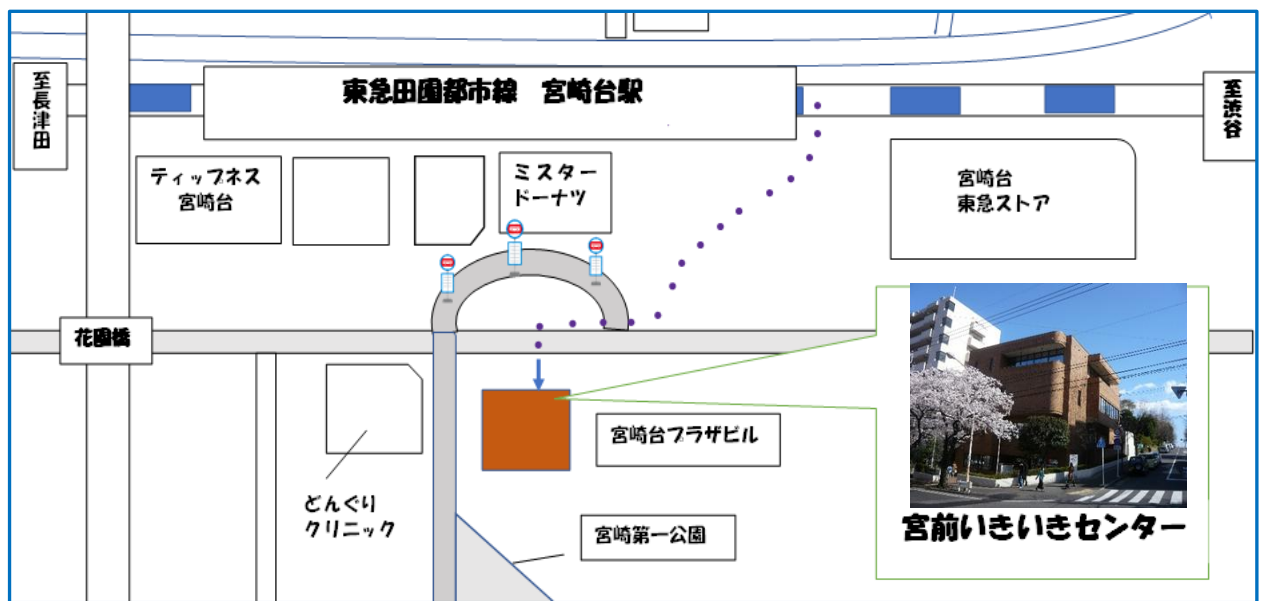 至長津田
東急田園都市線　宮崎台駅
至渋谷
ティップネス
宮崎台
ミスター
ドーナツ
宮崎台
東急ストア
花園橋
宮崎台プラザビル
どんぐり
クリニック
宮崎第一公園
宮前いきいきセンター